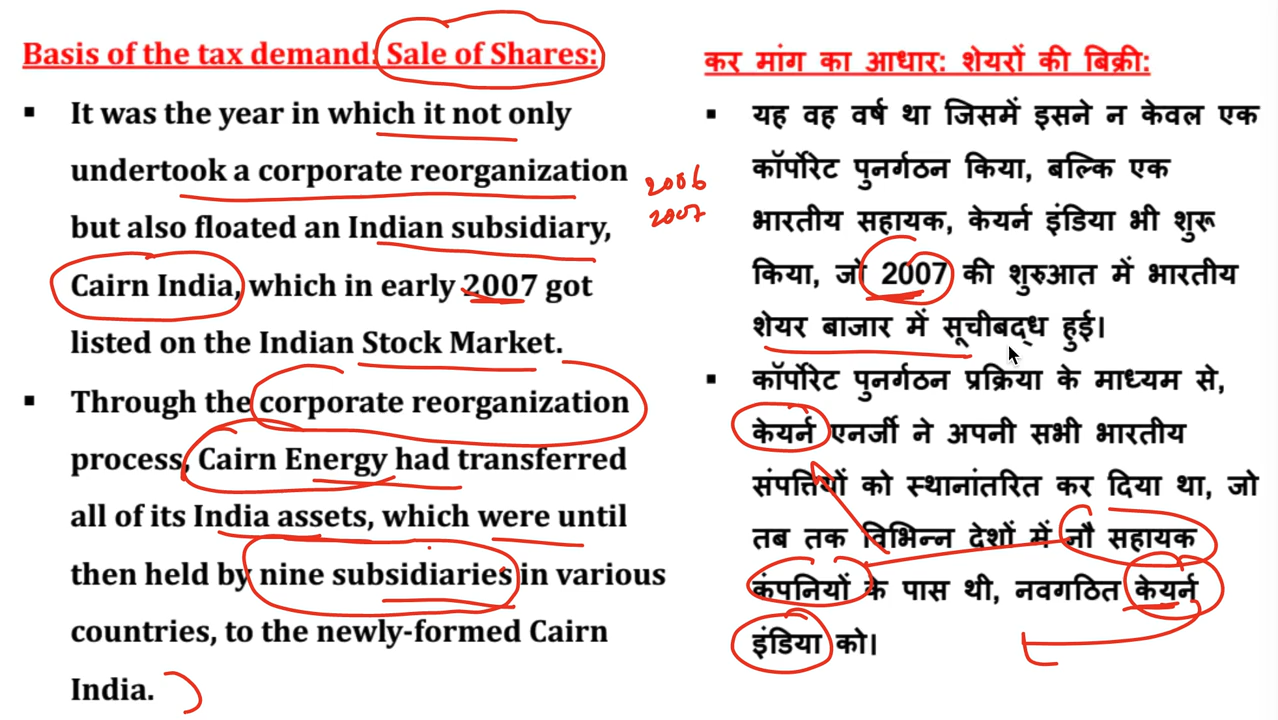 Basis of the tax demand: Sale of Shares:
▪ It was the year in which it not only
undertook a corporate reorganization
but also floated an Indian subsidiary,
Cairn India, which in early 2007 got
listed on the Indian Stock Market.
▪ Through the corporate reorganization
process, Cairn Energy had transferred
all of its India assets, which were until
then held by nine subsidiaries in various
countries, to the newly-formed Cairn
India.
2006
2007
कर मांग का आधार: शेयरों की बिक्री:
▪ यह वह वर्ष था जिसमें इसने न केवल एक
कॉर्पोरेट पुनर्गठन किया, बल्कि एक
भारतीय सहायक, केयर्न इंडिया भी शुरू
किया, जो 2007 की शुरुआत में भारतीय
शेयर बाजार में सूचीबद्ध हुई।
▪ कॉर्पोरेट पुनर्गठन प्रक्रिया के माध्यम से,
केयर्न एनर्जी ने अपनी सभी भारतीय
संपत्तियों को स्थानांतरित कर दिया था, जो
तब तक विभिन्न देशों में नौ सहायक
कंपनियों के पास थी, नवगठित केयर्न
इंडिया को।